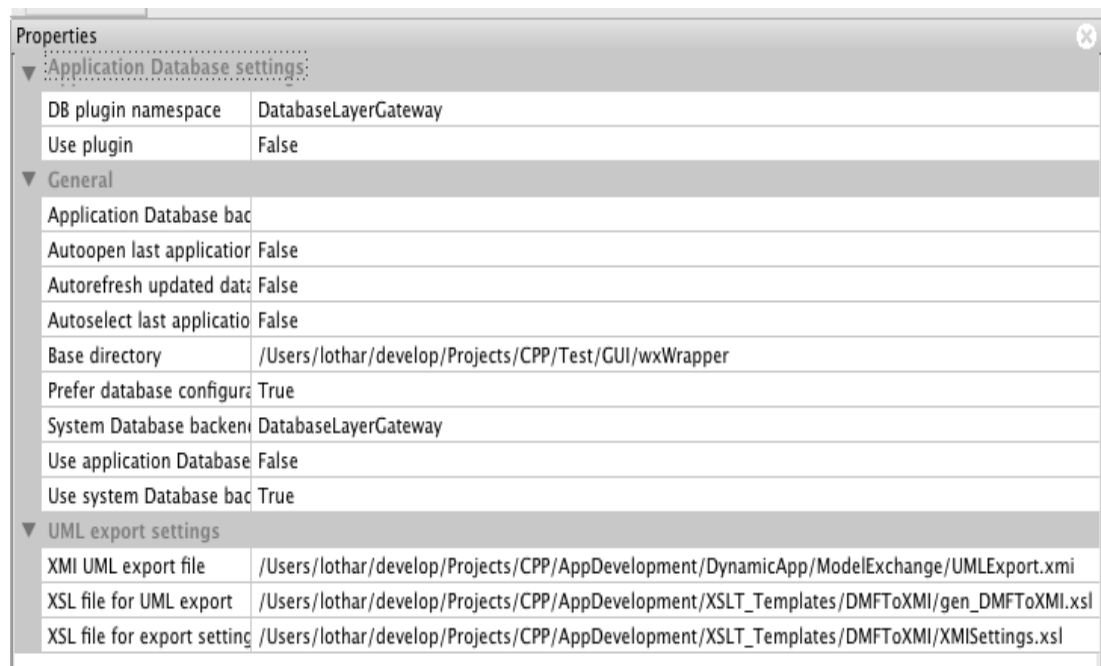 Properties
Application Database settings
DB plugin namespace DatabaseLayerGateway
Use plugin False
General
Application Database bac
Autoopen last application False
Autorefresh updated data False
Autoselect last applicatio False
Base directory /Users/lothar/develop/Projects/CPP/Test/GUI/wxWrapper
Prefer database configura True
System Database backend DatabaseLayerGateway
Use application Database False
Use system Database bac True
UML export settings
XMI UML export file /Users/lothar/develop/Projects/CPP/AppDevelopment/DynamicApp/ModelExchange/UMLExport.xmi
XSL file for UML export /Users/lothar/develop/Projects/CPP/AppDevelopment/XSLT_Templates/DMFToXMI/gen_DMFToXMI.xsl
XSL file for export setting /Users/lothar/develop/Projects/CPP/AppDevelopment/XSLT_Templates/DMFToXMI/XMISettings.xsl